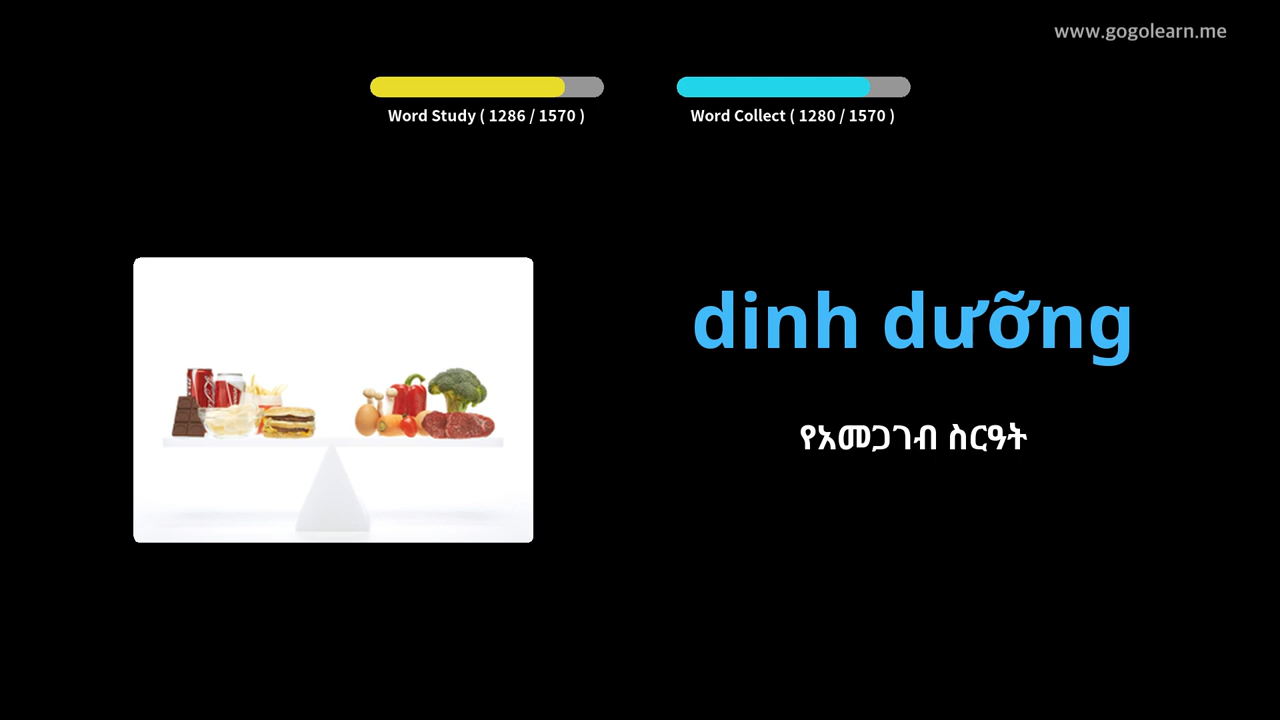 www.gogolearn.me
Word Study ( 1286 / 1570 )
Word Collect ( 1280 / 1570 )
dinh dưỡng
የአመጋገብ ስርዓት